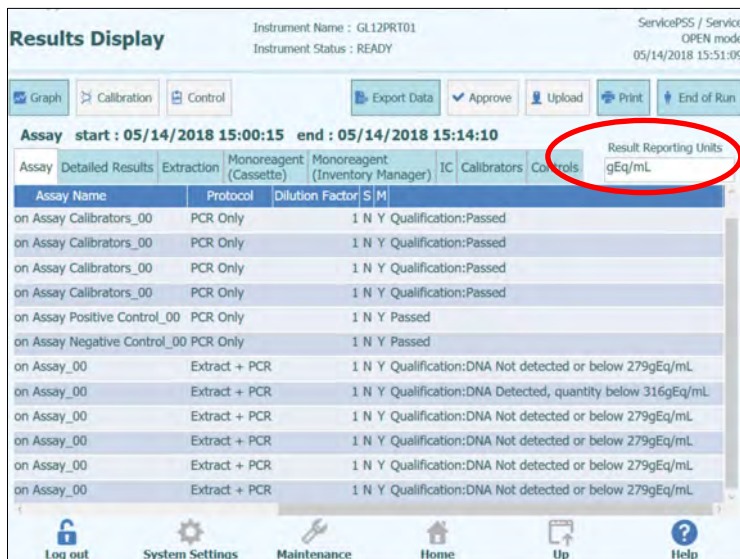 Results Display
Instrument Name : GL12PRT01
Instrument Status : READY
ServicePSS / Service
OPEN mode
05/14/2018 15:51:09
Graph Calibration Control Export Data Approve Upload Print End of Run
Assay start : 05/14/2018 15:00:15 end : 05/14/2018 15:14:10
Result Reporting Units
gEq/mL
Assay Detailed Results Extraction Monoreagent (Cassette) Monoreagent (Inventory Manager) IC Calibrators Controls
Assay Name Protocol Dilution Factor S M
on Assay Calibrators_00 PCR Only 1 N Y Qualification:Passed
on Assay Calibrators_00 PCR Only 1 N Y Qualification:Passed
on Assay Calibrators_00 PCR Only 1 N Y Qualification:Passed
on Assay Calibrators_00 PCR Only 1 N Y Qualification:Passed
on Assay Positive Control_00 PCR Only 1 N Y Passed
on Assay Negative Control_00 PCR Only 1 N Y Passed
on Assay_00 Extract + PCR 1 N Y Qualification:DNA Not detected or below 279gEq/mL
on Assay_00 Extract + PCR 1 N Y Qualification:DNA Detected, quantity below 316gEq/mL
on Assay_00 Extract + PCR 1 N Y Qualification:DNA Not detected or below 279gEq/mL
on Assay_00 Extract + PCR 1 N Y Qualification:DNA Not detected or below 279gEq/mL
on Assay_00 Extract + PCR 1 N Y Qualification:DNA Not detected or below 279gEq/mL
on Assay_00 Extract + PCR 1 N Y Qualification:DNA Not detected or below 279gEq/mL
Log out System Settings Maintenance Home Up Help